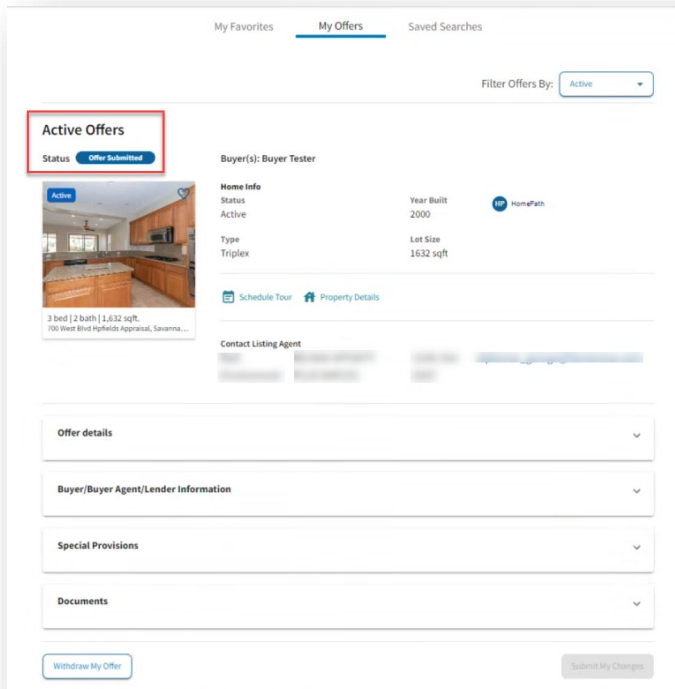 My Favorites My Offers Saved Searches
Filter Offers By: Active
Active Offers
Status Offer Submitted
Buyer(s): Buyer Tester
Active
Home Info
Status Year Built
Active 2000
HP HomePath
Type Lot Size
Triplex 1632 sqft
Schedule Tour Property Details
3 bed | 2 bath | 1,632 sqft.
700 West Blvd Hpfields Appraisal, Savanna...
Contact Listing Agent
Offer details
Buyer/Buyer Agent/Lender Information
Special Provisions
Documents
Withdraw My Offer Submit My Changes